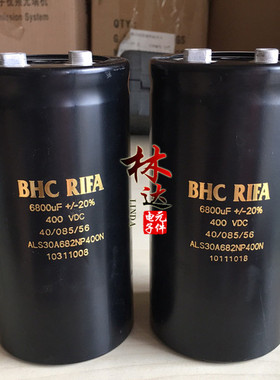 BHC RIFA
6800uF +/-20%
400 VDC
40/085/56
ALS30A682NP400N
10311008
林达
LINDA
电子元件
BHC RIFA
6800uF +/-20%
400 VDC
40/085/56
ALS30A682NP400N
10111018